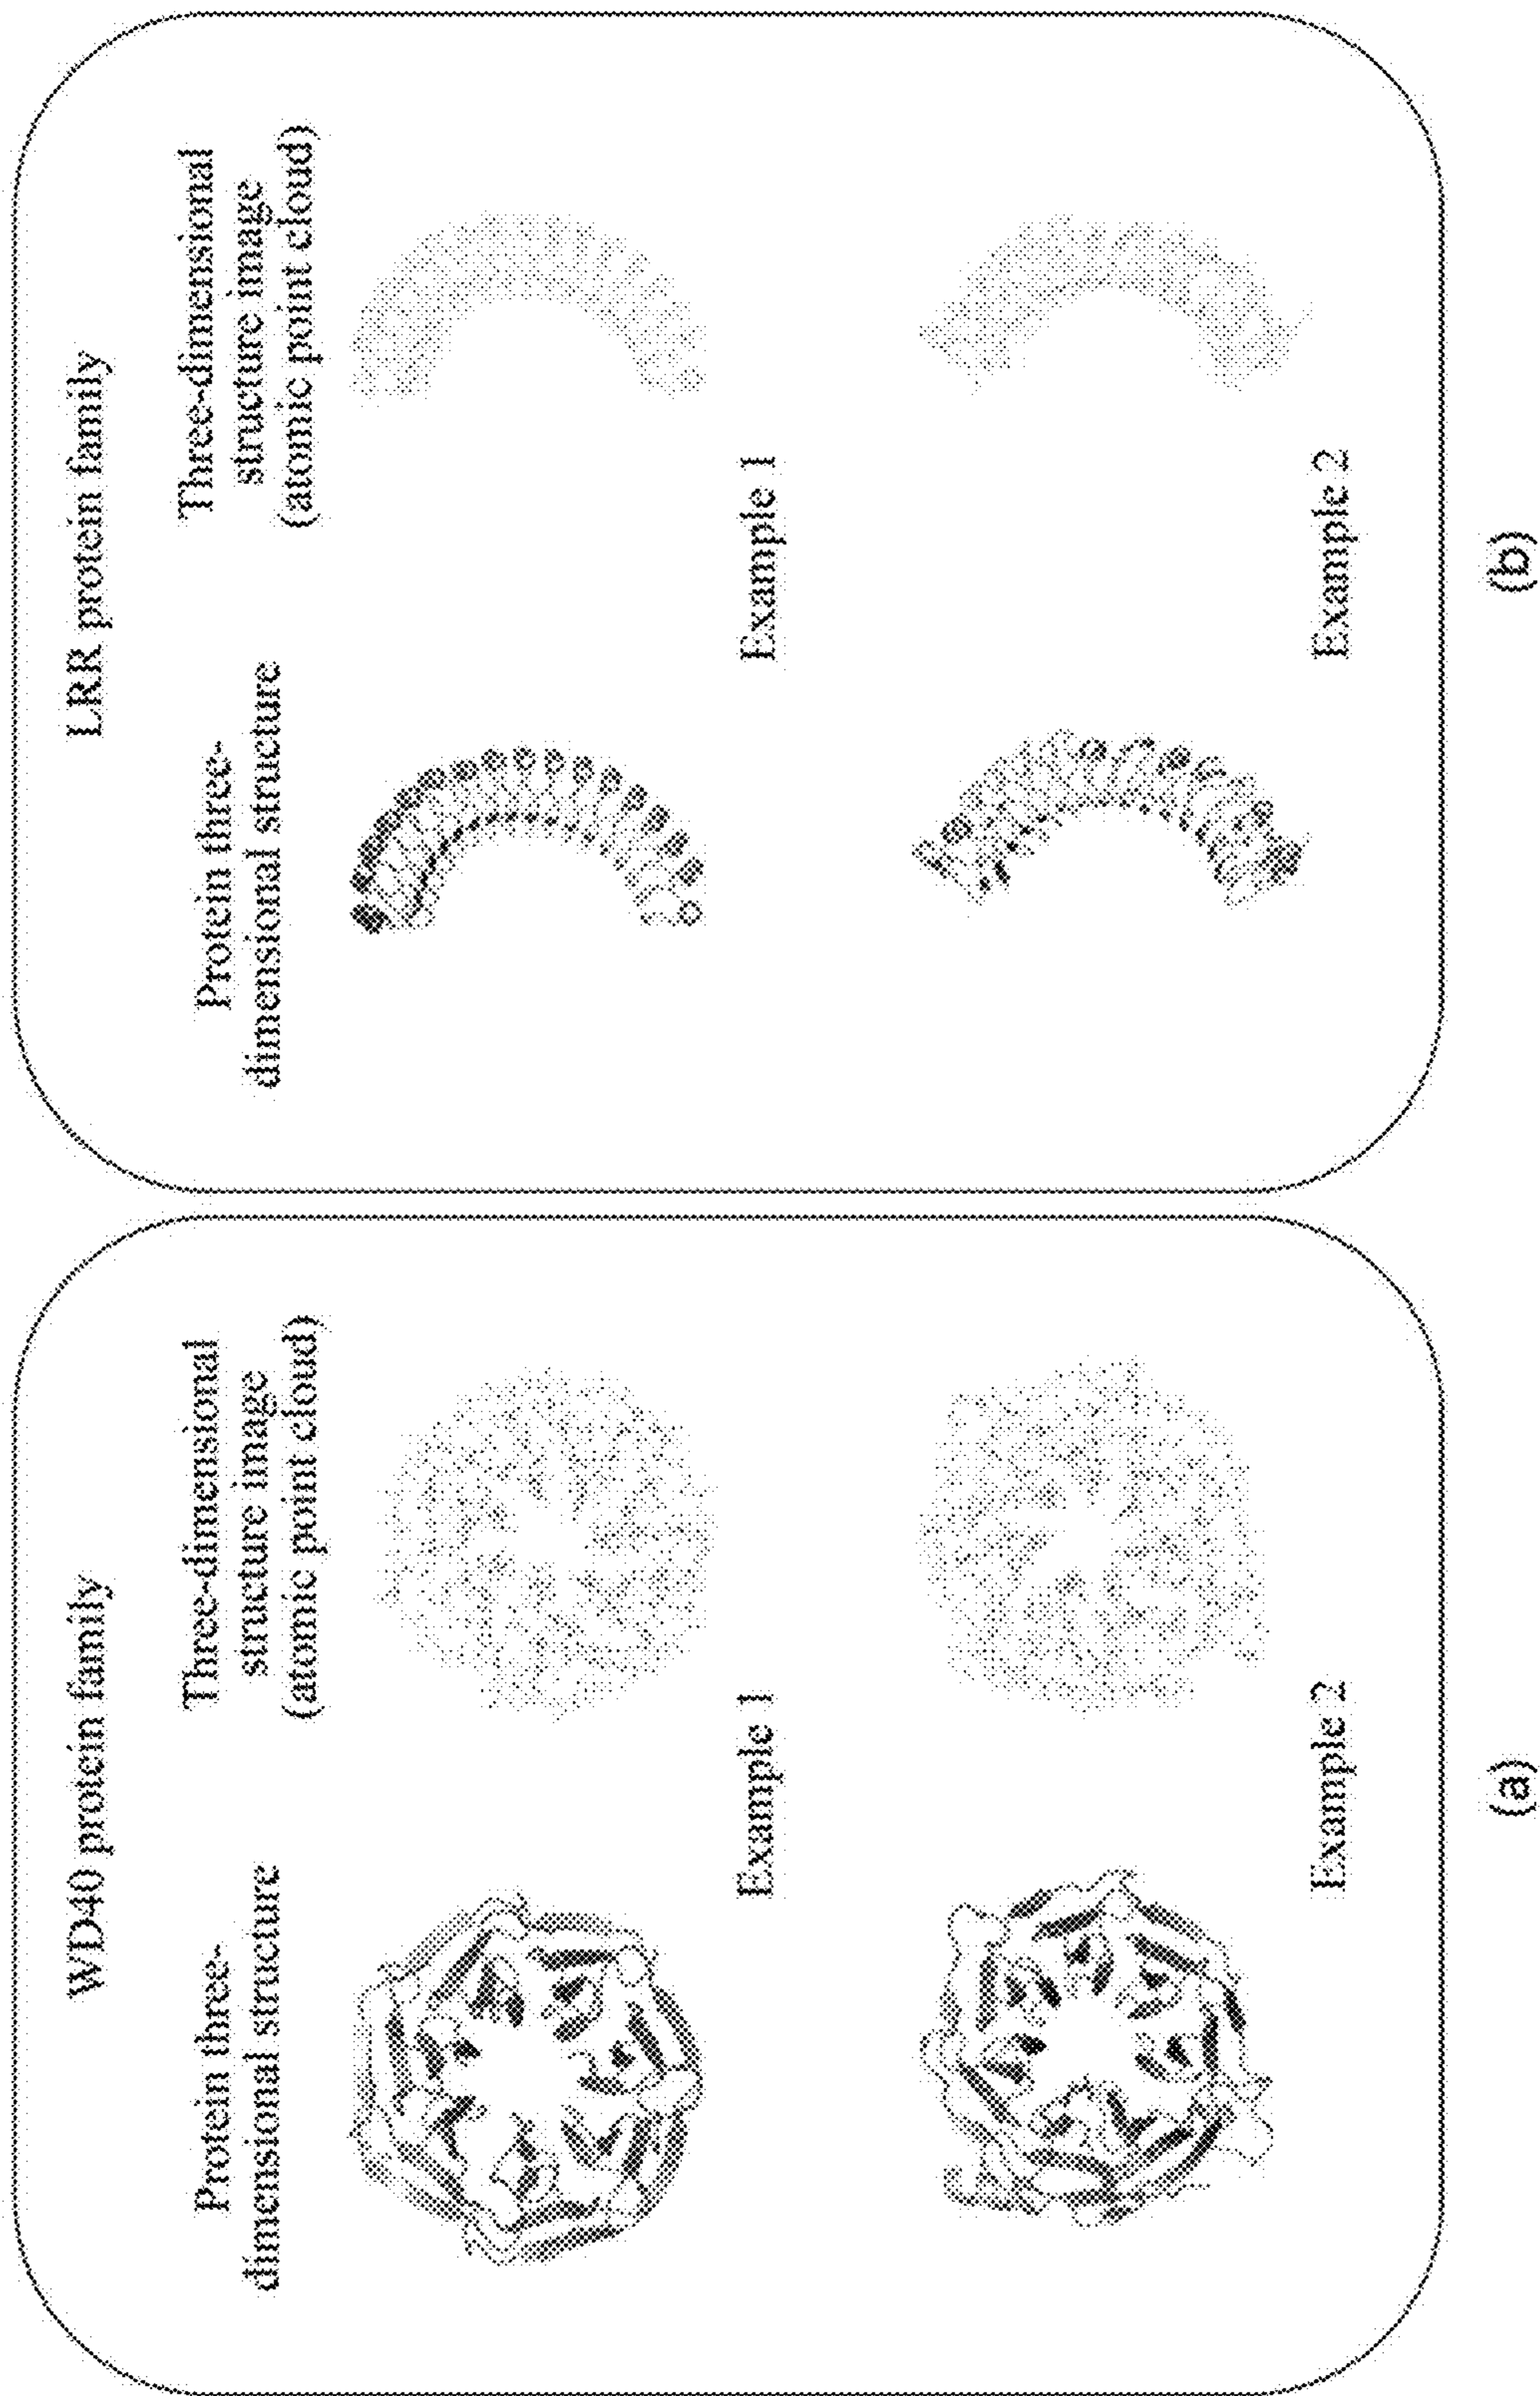 WD40 protein family
Protein three-
dimensional structure
Three-dimensional
structure image
(atomic point cloud)
Example 1
Example 2
(a)
LRR protein family
Protein three-
dimensional structure
Three-dimensional
structure image
(atomic point cloud)
Example 1
Example 2
(b)